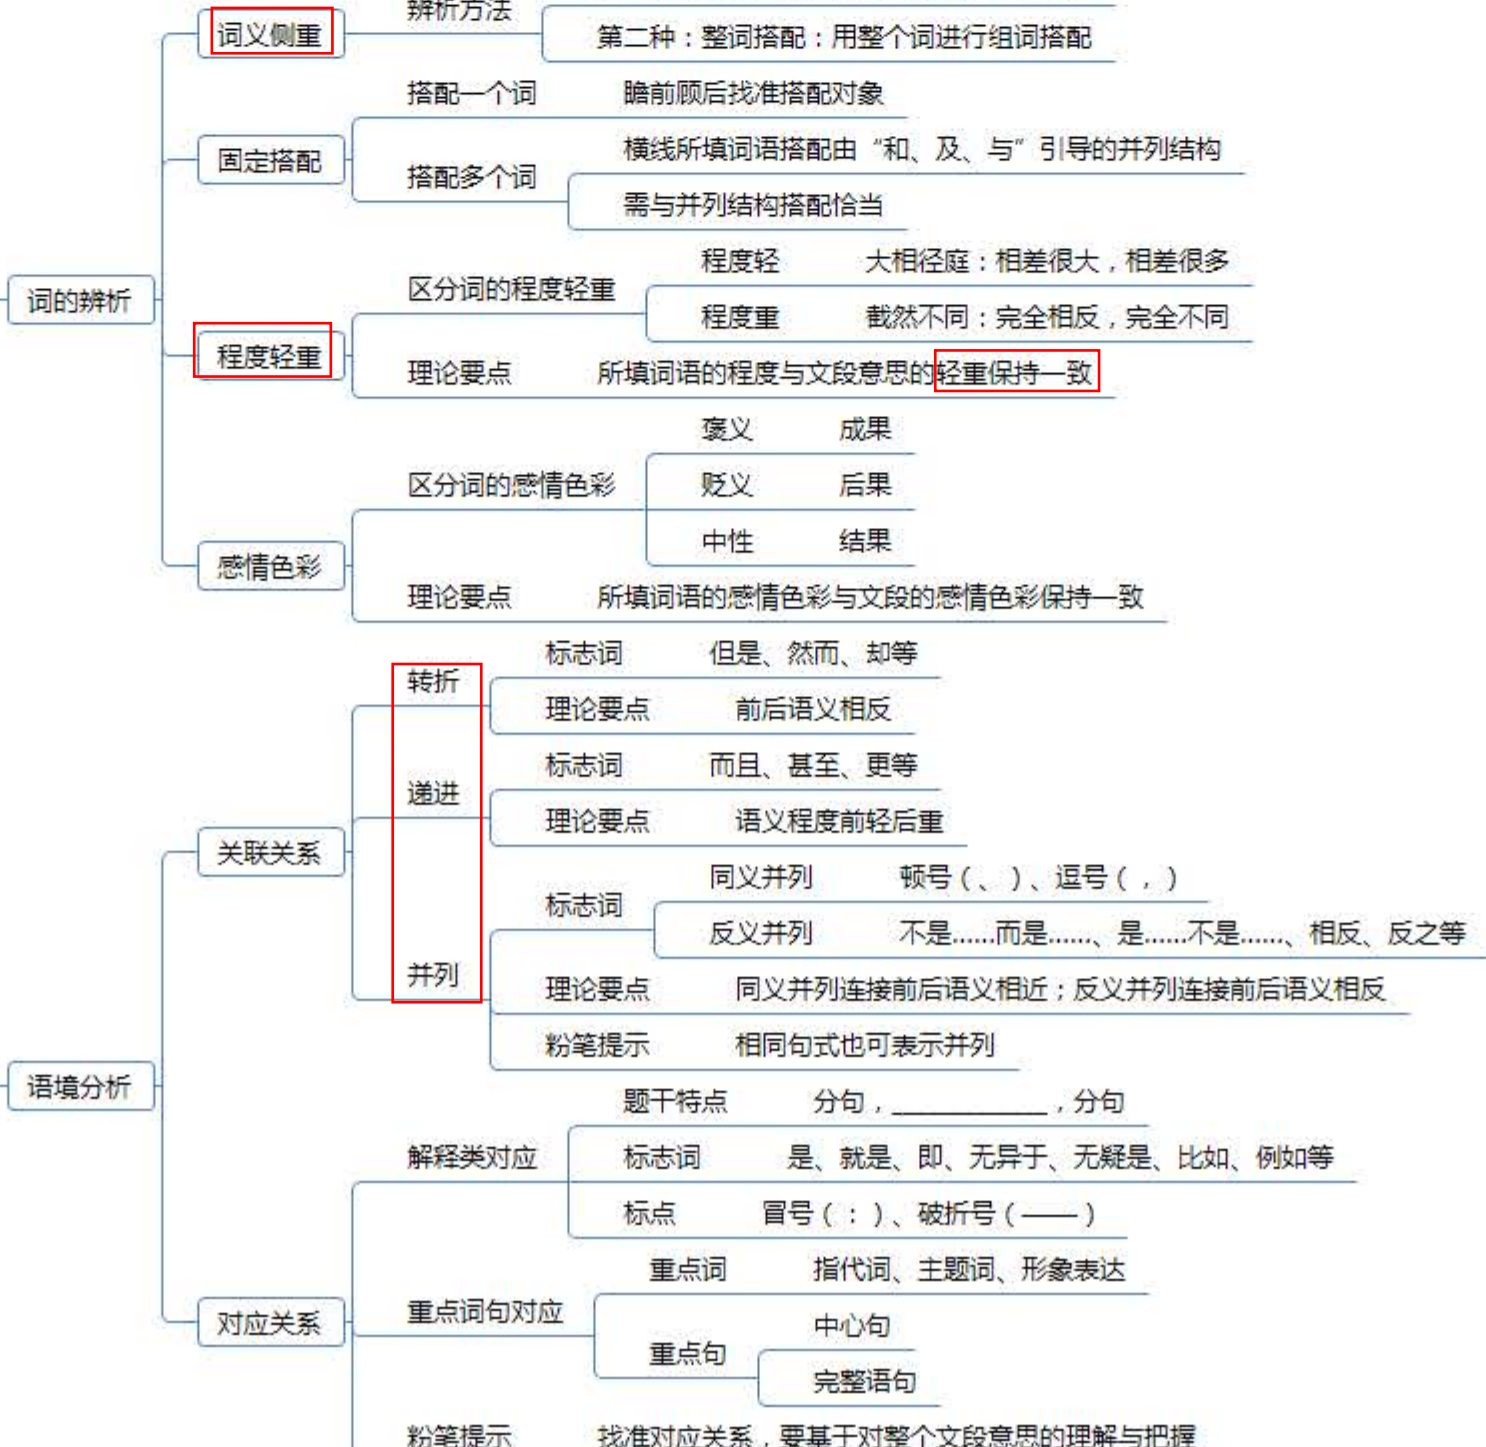 辨析方法
词义侧重
第二种：整词搭配：用整个词进行组词搭配
搭配一个词 瞻前顾后找准搭配对象
横线所填词语搭配由“和、及、与”引导的并列结构
固定搭配
搭配多个词
需与并列结构搭配恰当
程度轻 大相径庭：相差很大，相差很多
区分词的程度轻重
词的辨析
程度重 截然不同：完全相反，完全不同
程度轻重
理论要点 所填词语的程度与文段意思的轻重保持一致
褒义 成果
区分词的感情色彩 贬义 后果
中性 结果
感情色彩
理论要点 所填词语的感情色彩与文段的感情色彩保持一致
标志词 但是、然而、却等
转折
理论要点 前后语义相反
标志词 而且、甚至、更等
递进
理论要点 语义程度前轻后重
关联关系
同义并列 顿号（、）、逗号（，）
标志词
反义并列 不是……而是……、是……不是……、相反、反之等
并列
理论要点 同义并列连接前后语义相近；反义并列连接前后语义相反
粉笔提示 相同句式也可表示并列
语境分析
题干特点 分句，____________，分句
解释类对应 标志词 是、就是、即、无异于、无疑是、比如、例如等
标点 冒号（：）、破折号（——）
重点词 指代词、主题词、形象表达
重点词句对应
对应关系
中心句
重点句
完整语句
粉笔提示 找准对应关系，要基于对整个文段意思的理解与把握